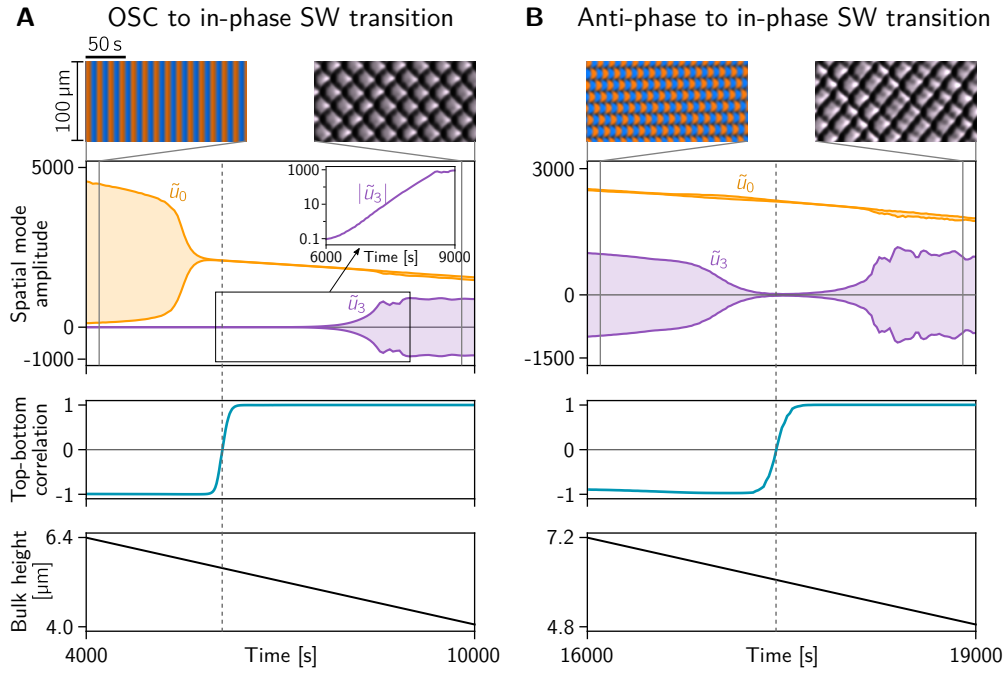 A OSC to in-phase SW transition
50 s
100 µm
5000
0
-1000
Spatial mode
amplitude
ũ0
ũ3
1000
10
0.1
|ũ3|
6000
9000
Time [s]
1
0
-1
Top-bottom
correlation
6.4
4.0
Bulk height
[µm]
4000
Time [s]
10000
B Anti-phase to in-phase SW transition
3000
0
-1500
ũ0
ũ3
1
0
-1
7.2
4.8
16000
Time [s]
19000